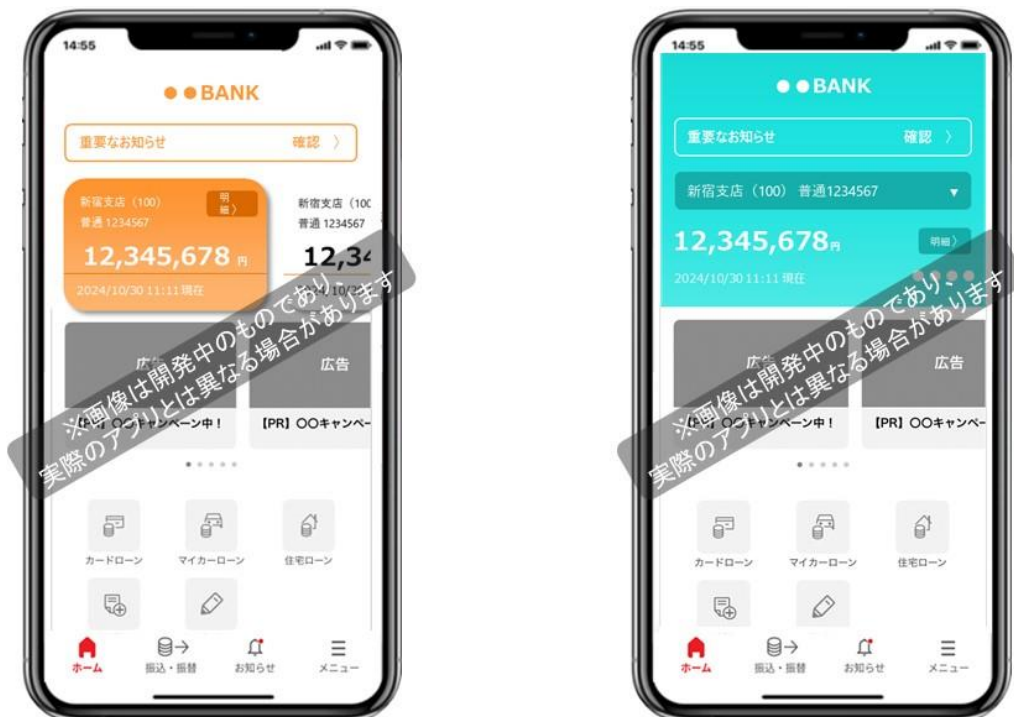 14:55
●●BANK
重要なお知らせ 確認 〉
新宿支店（100） 明細〉
普通 1234567
12,345,678 円
2024/10/30 11:11 現在
新宿支店（100
普通 1234567
12,34
広告
広告
【PR】〇〇キャンペーン中！
【PR】〇〇キャンペー
※画像は開発中のものであり、
実際のアプリとは異なる場合があります
カードローン マイカーローン 住宅ローン
ホーム 振込・振替 お知らせ メニュー
14:55
●●BANK
重要なお知らせ 確認 〉
新宿支店（100） 普通1234567 ▼
12,345,678円 明細〉
2024/10/30 11:11 現在
広告
広告
【PR】〇〇キャンペーン中！
【PR】〇〇キャンペー
※画像は開発中のものであり、
実際のアプリとは異なる場合があります
カードローン マイカーローン 住宅ローン
ホーム 振込・振替 お知らせ メニュー